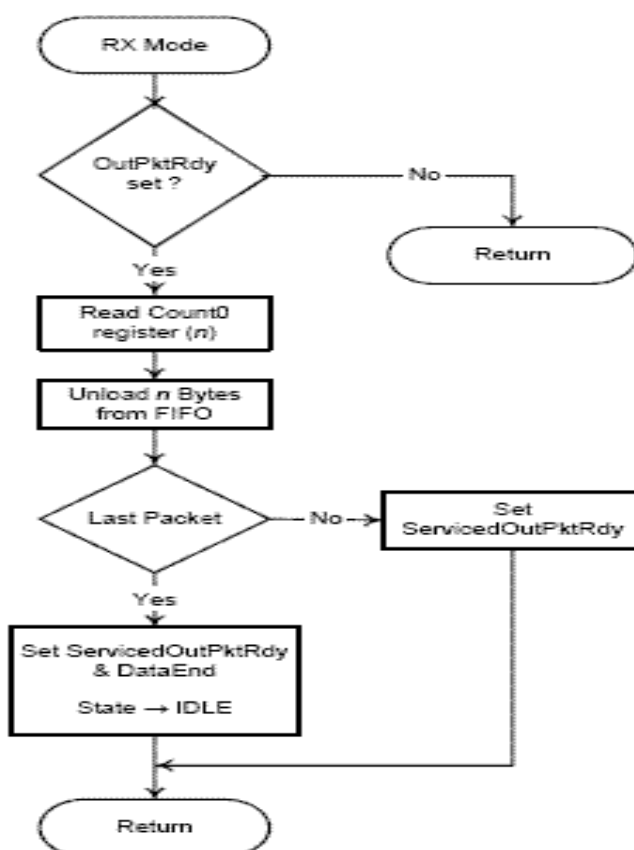 RX Mode
OutPktRdy
set ?
No
Return
Yes
Read Count0
register (n)
Unload n Bytes
from FIFO
Last Packet
No
Set
ServicedOutPktRdy
Yes
Set ServicedOutPktRdy
& DataEnd
State → IDLE
Return